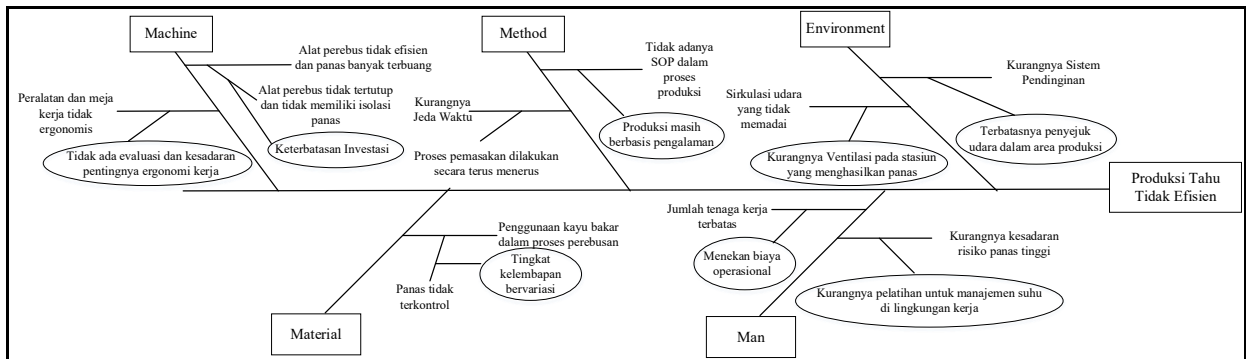 Machine
Alat perebus tidak efisien
dan panas banyak terbuang
Alat perebus tidak tertutup
dan tidak memiliki isolasi
panas
Peralatan dan meja
kerja tidak
ergonomis
Keterbatasan Investasi
Tidak ada evaluasi dan kesadaran
pentingnya ergonomi kerja
Method
Tidak adanya
SOP dalam
proses
produksi
Kurangnya
Jeda Waktu
Produksi masih
berbasis pengalaman
Proses pemasakan dilakukan
secara terus menerus
Environment
Kurangnya Sistem
Pendinginan
Sirkulasi udara
yang tidak
memadai
Terbatasnya penyejuk
udara dalam area produksi
Kurangnya Ventilasi pada stasiun
yang menghasilkan panas
Produksi Tahu
Tidak Efisien
Penggunaan kayu bakar
dalam proses perebusan
Tingkat
kelembapan
bervariasi
Panas tidak
terkontrol
Material
Jumlah tenaga kerja
terbatas
Menekan biaya
operasional
Kurangnya kesadaran
risiko panas tinggi
Kurangnya pelatihan untuk manajemen suhu
di lingkungan kerja
Man